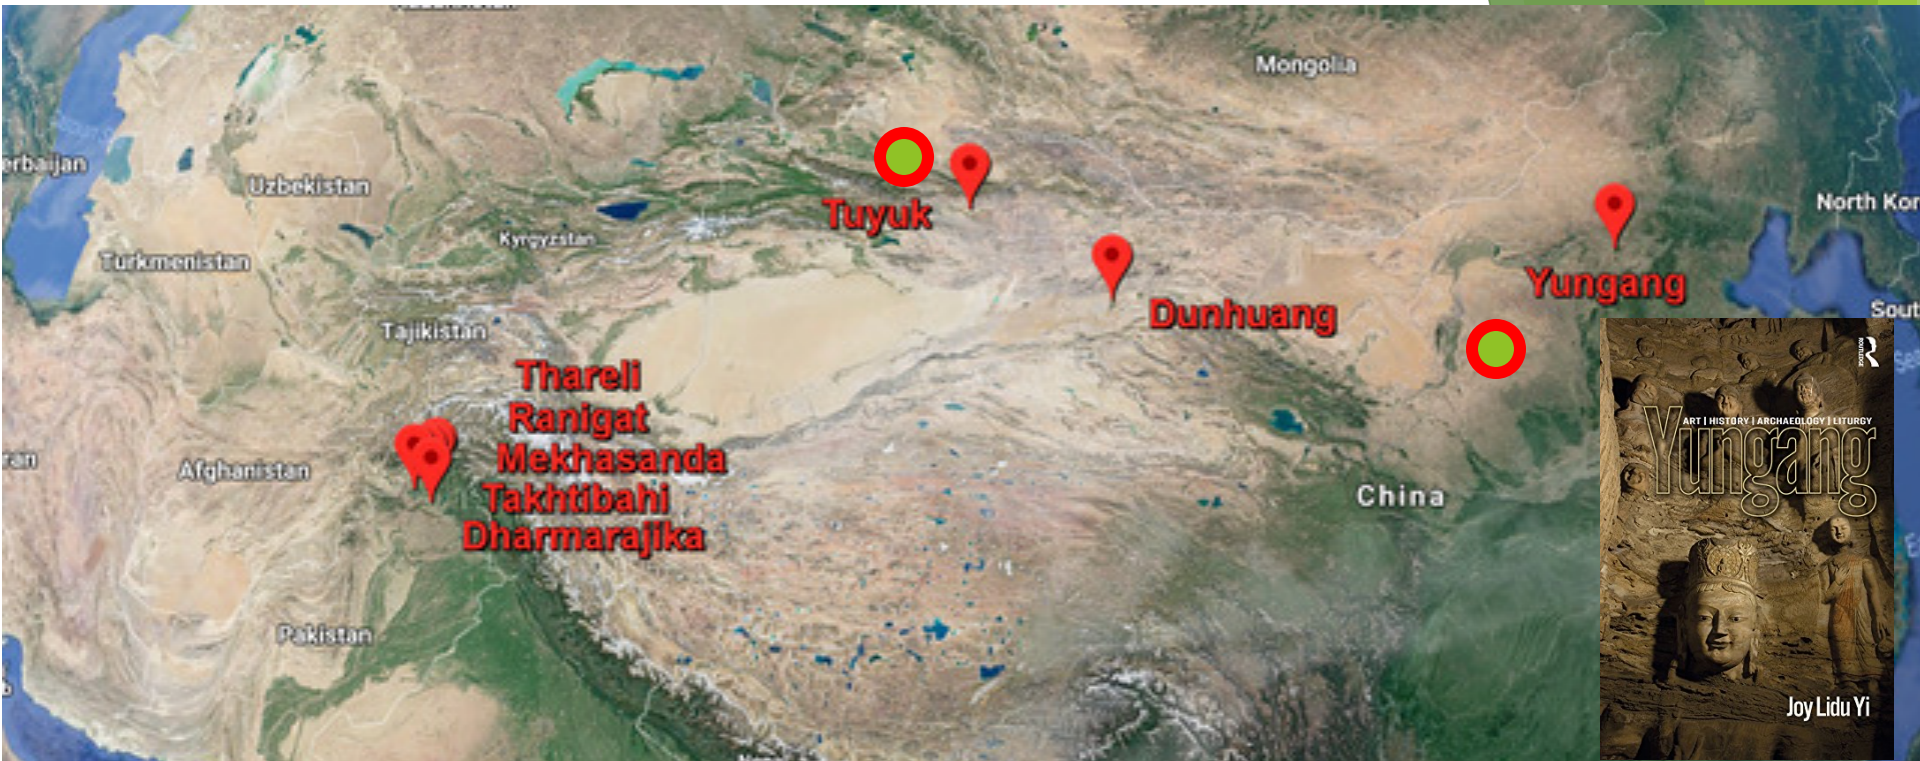 Mongolia
erbaijan
Uzbekistan
North Kor
Tuyuk
Kyrgyzstan
Turkmenistan
Yungang
Dunhuang
Sout
Tajikistan
Thareli
Ranigat
Mekhasanda
Afghanistan
ran
Takhtibahi
China
Dharmarajika
Pakistan
ROUTLEDGE
ART | HISTORY | ARCHAEOLOGY | LITURGY
Yungang
Joy Lidu Yi